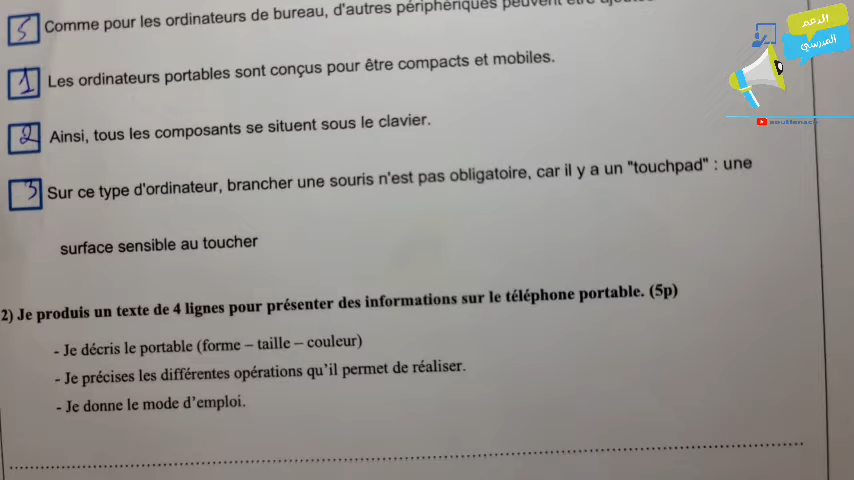 5 Comme pour les ordinateurs de bureau, d'autres périphériques peuvent être
1 Les ordinateurs portables sont conçus pour être compacts et mobiles.
2 Ainsi, tous les composants se situent sous le clavier.
3 Sur ce type d'ordinateur, brancher une souris n'est pas obligatoire, car il y a un "touchpad" : une
surface sensible au toucher
2) Je produis un texte de 4 lignes pour présenter des informations sur le téléphone portable. (5p)
- Je décris le portable (forme – taille – couleur)
- Je précises les différentes opérations qu'il permet de réaliser.
- Je donne le mode d'emploi.
الدعم
المدرسي